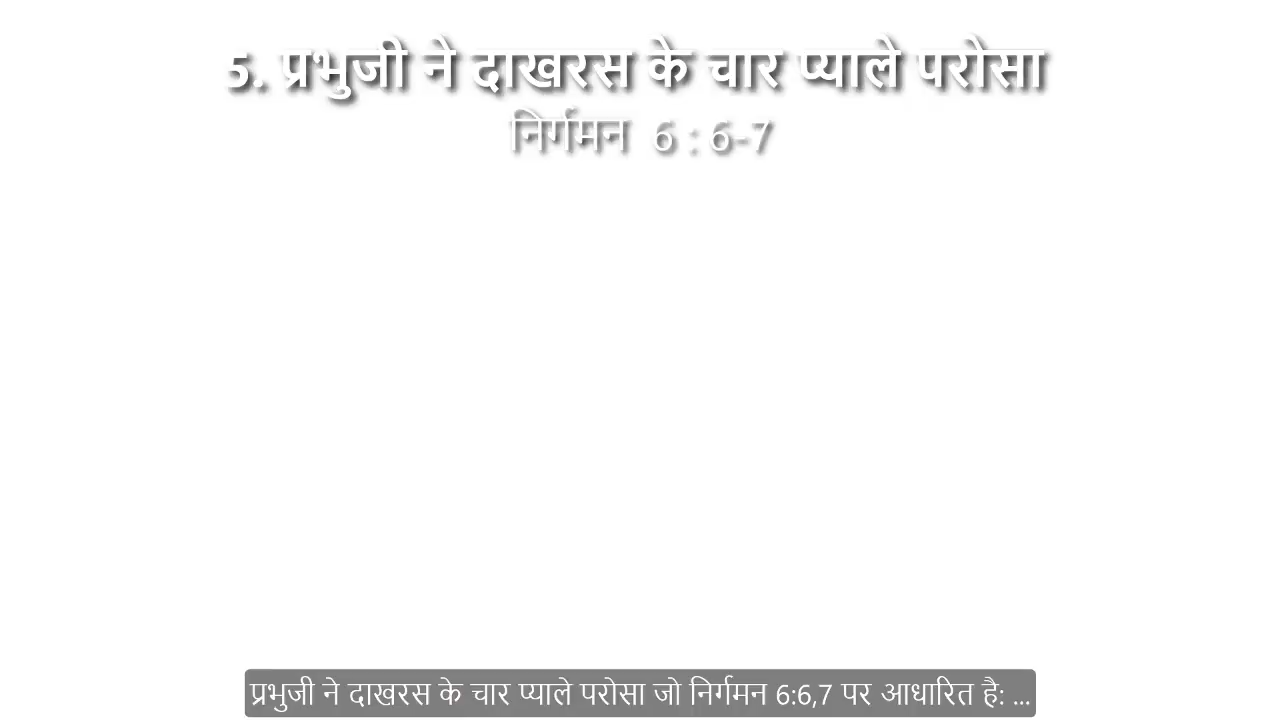 5. प्रभुजी ने दाखरस के चार प्याले परोसा
निर्गमन 6 : 6-7
प्रभुजी ने दाखरस के चार प्याले परोसा जो निर्गमन 6:6,7 पर आधारित है: ...